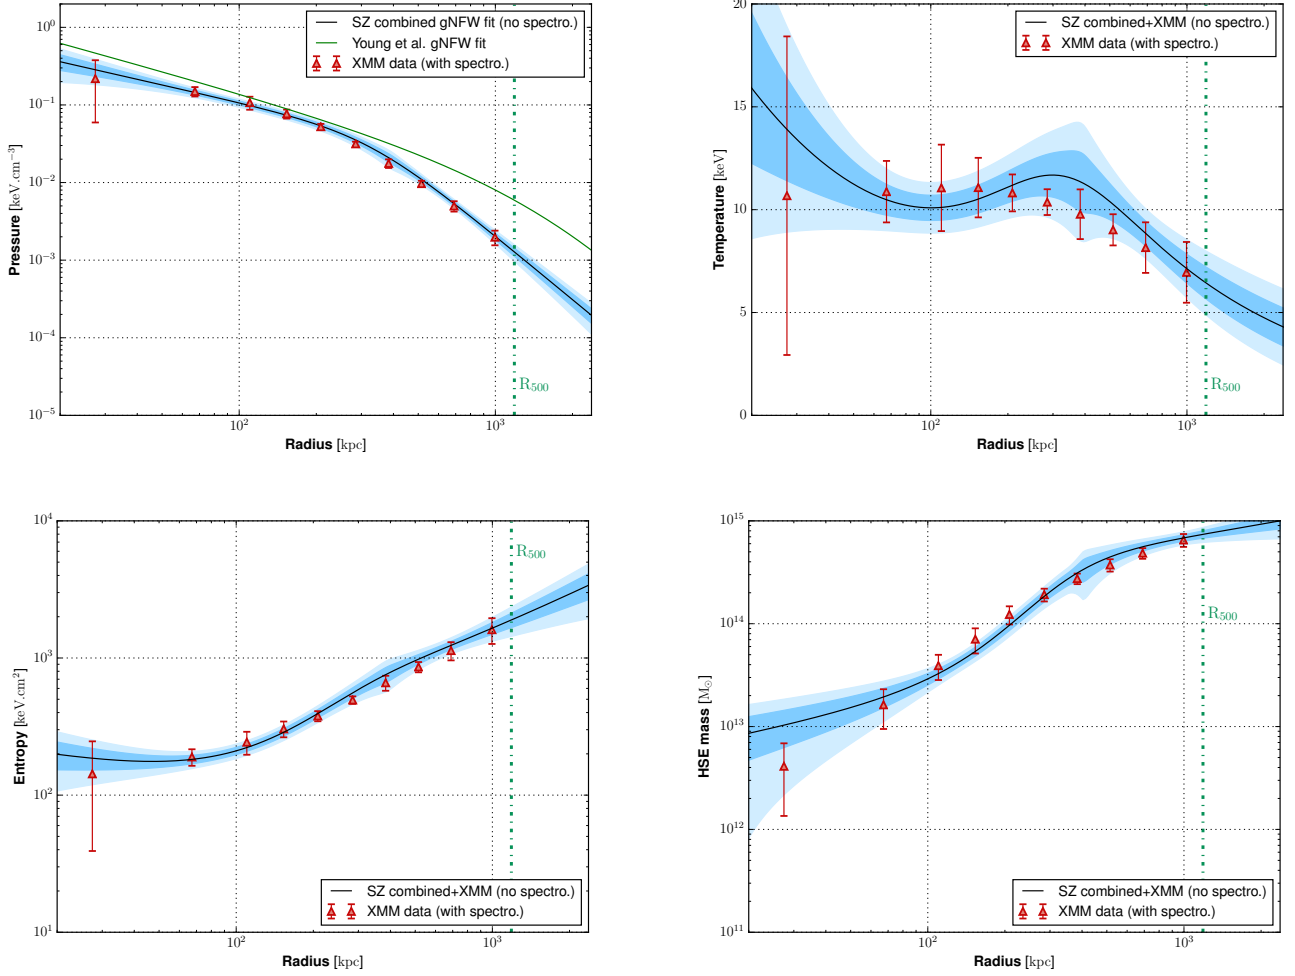 SZ combined gNFW fit (no spectro.)
Young et al. gNFW fit
XMM data (with spectro.)
10⁰
10⁻¹
10⁻²
10⁻³
10⁻⁴
10⁻⁵
Pressure [keV.cm⁻³]
R₅₀₀
10²
10³
Radius [kpc]
SZ combined+XMM (no spectro.)
XMM data (with spectro.)
20
15
10
5
0
Temperature [keV]
R₅₀₀
10²
10³
Radius [kpc]
10⁴
10³
10²
10¹
Entropy [keV.cm²]
R₅₀₀
SZ combined+XMM (no spectro.)
XMM data (with spectro.)
10²
10³
Radius [kpc]
10¹⁵
10¹⁴
10¹³
10¹²
10¹¹
HSE mass [M⊙]
R₅₀₀
SZ combined+XMM (no spectro.)
XMM data (with spectro.)
10²
10³
Radius [kpc]